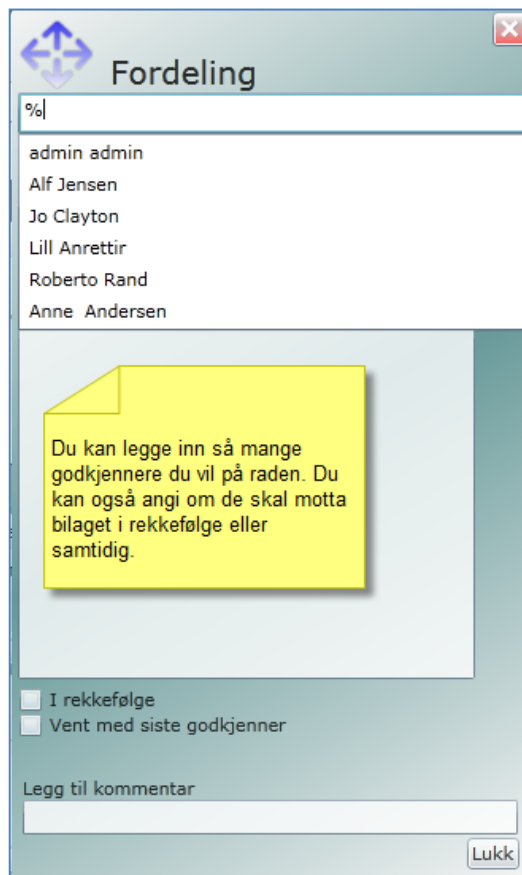 Fordeling
%
admin admin
Alf Jensen
Jo Clayton
Lill Anrettir
Roberto Rand
Anne  Andersen
Du kan legge inn så mange
godkjennere du vil på raden. Du
kan også angi om de skal motta
bilaget i rekkefølge eller
samtidig.
I rekkefølge
Vent med siste godkjenner
Legg til kommentar
Lukk